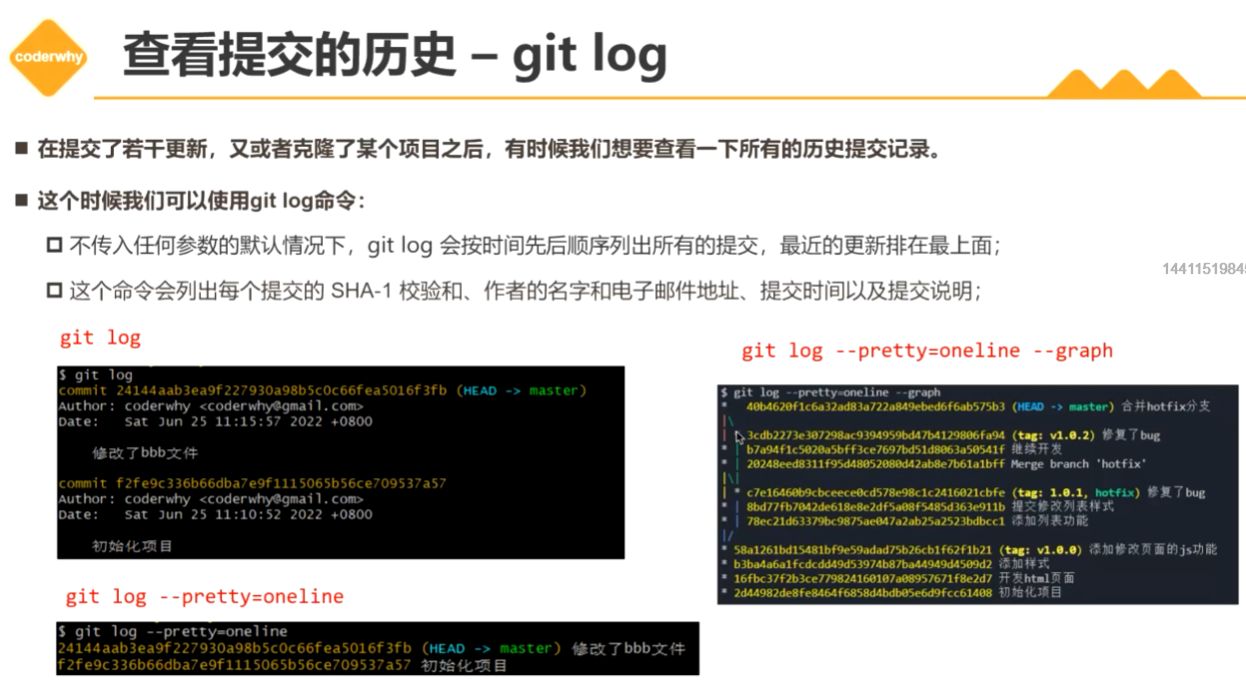 coderwhy
查看提交的历史 – git log
■ 在提交了若干更新，又或者克隆了某个项目之后，有时候我们想要查看一下所有的历史提交记录。
■ 这个时候我们可以使用git log命令：
不传入任何参数的默认情况下，git log 会按时间先后顺序列出所有的提交，最近的更新排在最上面；
14411519845
这个命令会列出每个提交的 SHA-1 校验和、作者的名字和电子邮件地址、提交时间以及提交说明；
git log
$ git log
commit 24144aab3ea9f227930a98b5c0c66fea5016f3fb (HEAD -> master)
Author: coderwhy <coderwhy@gmail.com>
Date:   Sat Jun 25 11:15:57 2022 +0800
修改了bbb文件
commit f2fe9c336b66dba7e9f1115065b56ce709537a57
Author: coderwhy <coderwhy@gmail.com>
Date:   Sat Jun 25 11:10:52 2022 +0800
初始化项目
git log --pretty=oneline
$ git log --pretty=oneline
24144aab3ea9f227930a98b5c0c66fea5016f3fb (HEAD -> master) 修改了bbb文件
f2fe9c336b66dba7e9f1115065b56ce709537a57 初始化项目
git log --pretty=oneline --graph
$ git log --pretty=oneline --graph
*   40b4620f1c6a32ad83a722a849ebed6f6ab575b3 (HEAD -> master) 合并hotfix分支
|\
| * 3cdb2273e307298ac9394959bd47b4129806fa94 (tag: v1.0.2) 修复了bug
* | b7a94f1c5020a5bff3ce7697bd51d8063a50541f 继续开发
* | 20248eed8311f95d48052080d42ab8e7b61a1bff Merge branch 'hotfix'
|\|
| * c7e16460b9cbceece0cd578e98c1c2416021cbfe (tag: 1.0.1, hotfix) 修复了bug
* | 8bd77fb7042de618e8e2df5a08f5485d363e911b 提交修改列表样式
* | 78ec21d63379bc9875ae047a2ab25a2523bdbcc1 添加列表功能
|/
* 58a1261bd15481bf9e59adad75b26cb1f62f1b21 (tag: v1.0.0) 添加修改页面的js功能
* b3ba4a6a1fcdcdd49d53974b87ba44949d4509d2 添加样式
* 16fbc37f2b3ce779824160107a08957671f8e2d7 开发html页面
* 2d44982de8fe8464f6858d4bdb05e6d9fcc61408 初始化项目